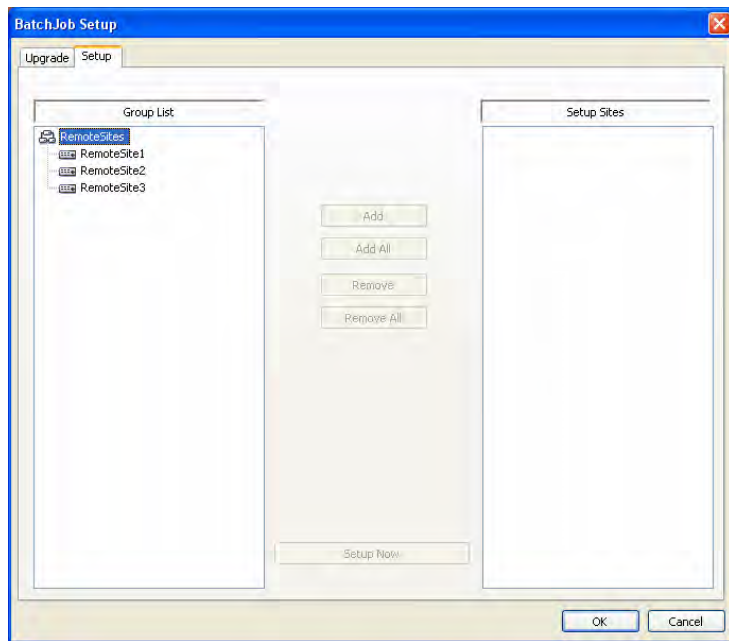 BatchJob Setup
Upgrade
Setup
Group List
RemoteSites
RemoteSite1
RemoteSite2
RemoteSite3
Add
Add All
Remove
Remove All
Setup Now
Setup Sites
OK
Cancel